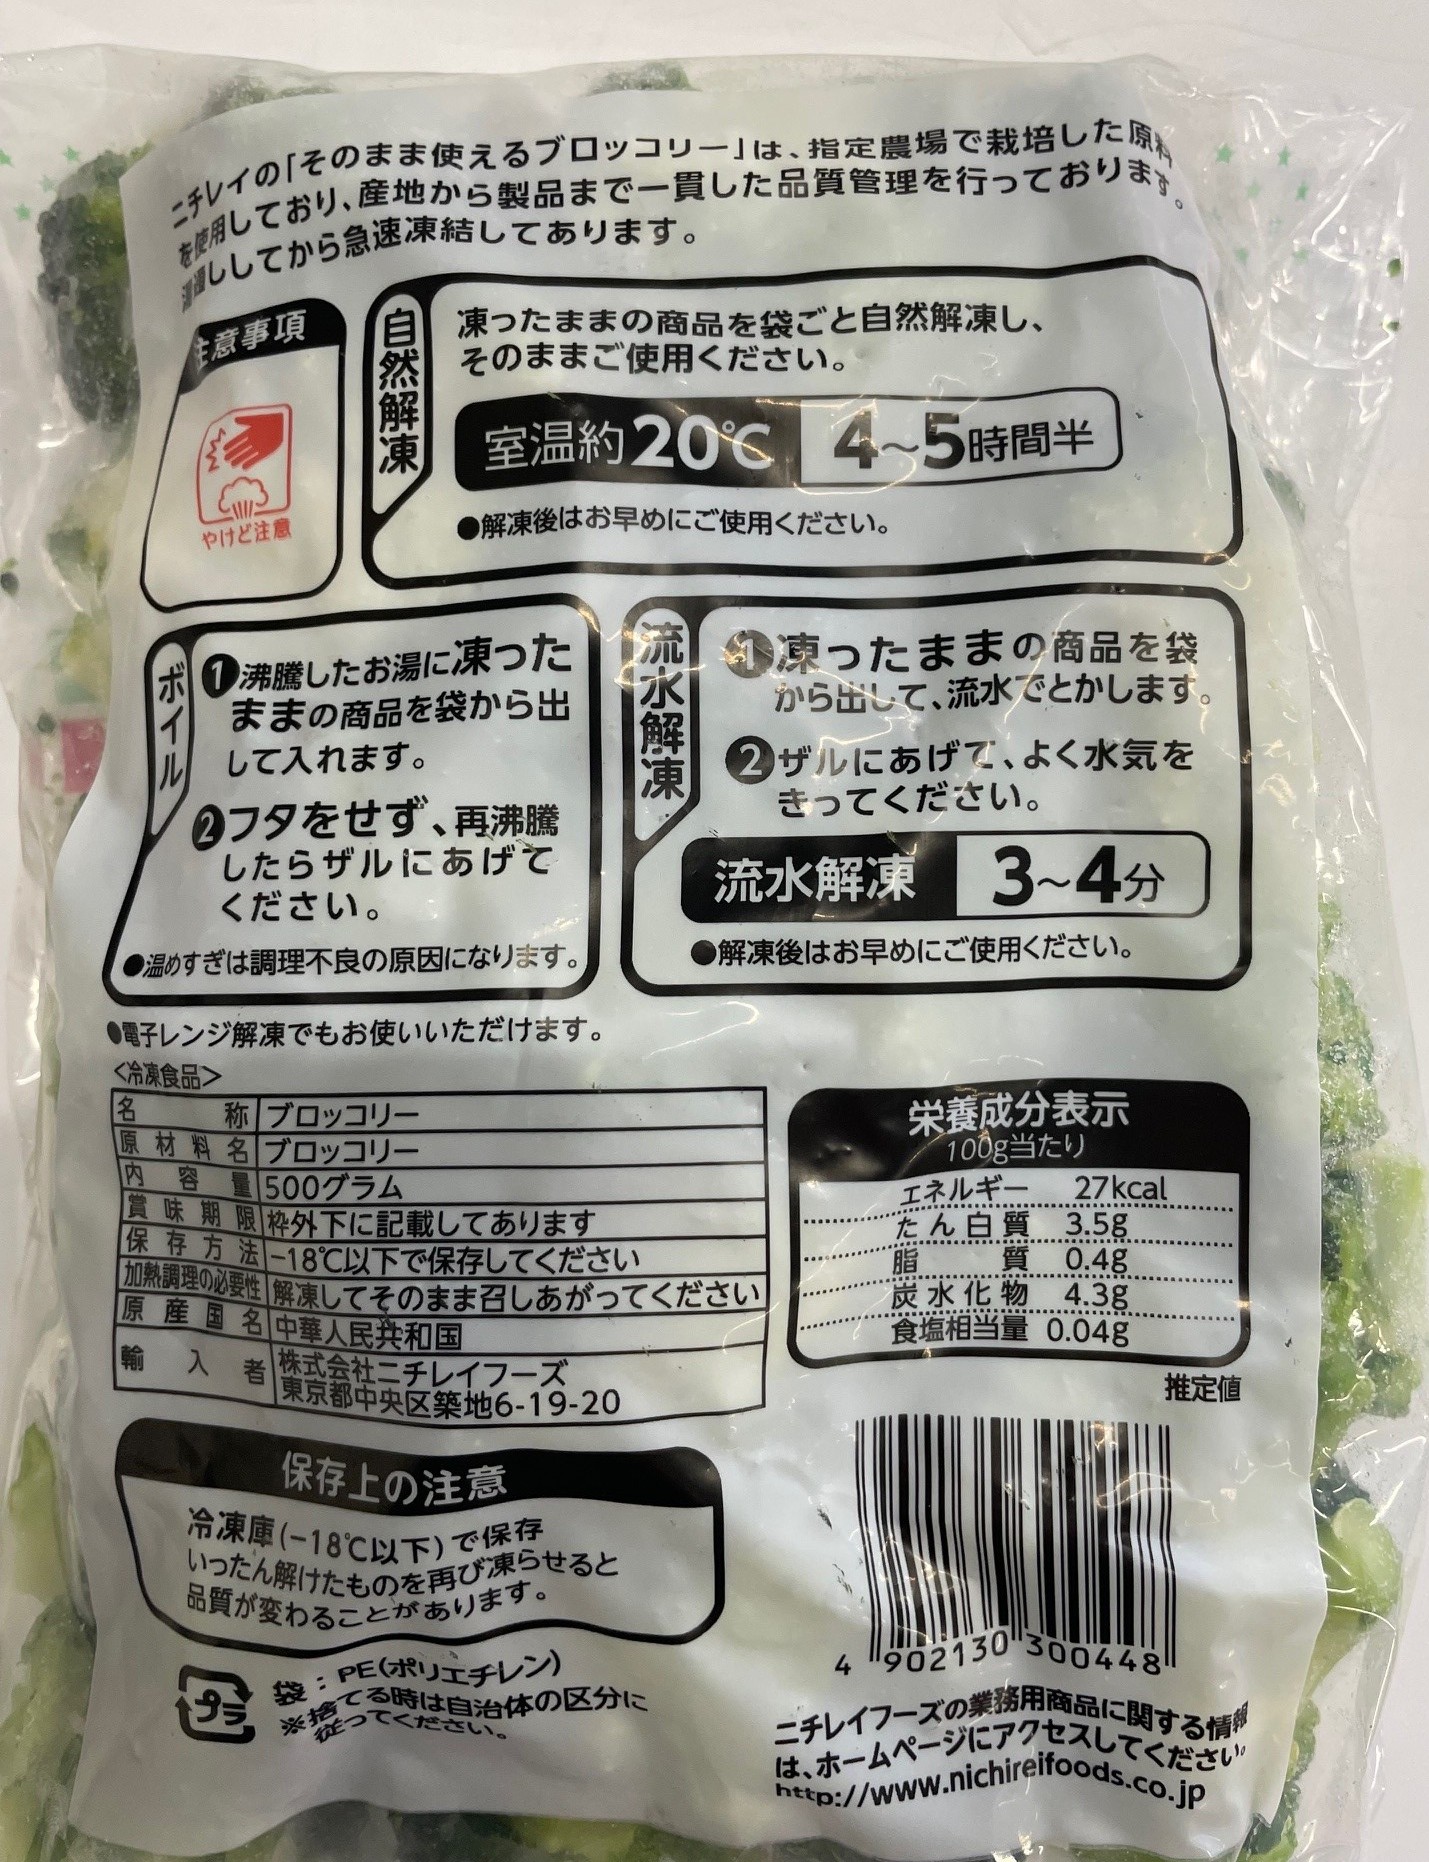 ニチレイの「そのまま使えるブロッコリー」は、指定農場で栽培した原料
を使用しており、産地から製品まで一貫した品質管理を行っております。
湯通ししてから急速凍結してあります。
注意事項
やけど注意
自然解凍
凍ったままの商品を袋ごと自然解凍し、
そのままご使用ください。
室温約20℃ 4～5時間半
●解凍後はお早めにご使用ください。
ボイル
❶沸騰したお湯に凍った
ままの商品を袋から出
して入れます。
❷フタをせず、再沸騰
したらザルにあげて
ください。
●温めすぎは調理不良の原因になります。
流水解凍
❶凍ったままの商品を袋
から出して、流水でとかします。
❷ザルにあげて、よく水気を
きってください。
流水解凍 3～4分
●解凍後はお早めにご使用ください。
●電子レンジ解凍でもお使いいただけます。
<冷凍食品>
名称 ブロッコリー
原材料名 ブロッコリー
内容量 500グラム
賞味期限 枠外下に記載してあります
保存方法 -18℃以下で保存してください
加熱調理の必要性 解凍してそのまま召しあがってください
原産国名 中華人民共和国
輸入者 株式会社ニチレイフーズ
東京都中央区築地6-19-20
栄養成分表示
100g当たり
エネルギー 27kcal
たん白質 3.5g
脂質 0.4g
炭水化物 4.3g
食塩相当量 0.04g
推定値
保存上の注意
冷凍庫(-18℃以下)で保存
いったん解けたものを再び凍らせると
品質が変わることがあります。
プラ
袋：PE(ポリエチレン)
※捨てる時は自治体の区分に
従ってください。
4 902130 300448
ニチレイフーズの業務用商品に関する情報
は、ホームページにアクセスしてください。
http://www.nichireifoods.co.jp